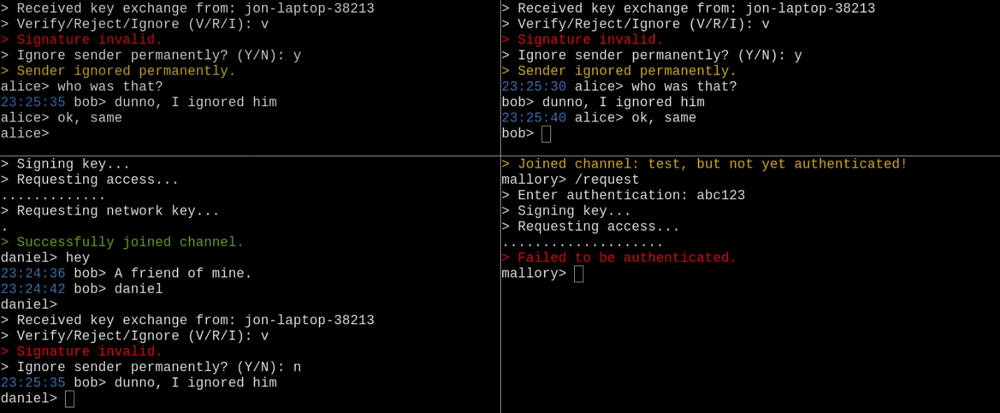 > Received key exchange from: jon-laptop-38213
> Verify/Reject/Ignore (V/R/I): v
> Signature invalid.
> Ignore sender permanently? (Y/N): y
> Sender ignored permanently.
alice> who was that?
23:25:35 bob> dunno, I ignored him
alice> ok, same
alice>
> Received key exchange from: jon-laptop-38213
> Verify/Reject/Ignore (V/R/I): v
> Signature invalid.
> Ignore sender permanently? (Y/N): y
> Sender ignored permanently.
23:25:30 alice> who was that?
bob> dunno, I ignored him
23:25:40 alice> ok, same
bob>
> Signing key...
> Requesting access...
.............
> Requesting network key...
.
> Successfully joined channel.
daniel> hey
23:24:36 bob> A friend of mine.
23:24:42 bob> daniel
daniel>
> Received key exchange from: jon-laptop-38213
> Verify/Reject/Ignore (V/R/I): v
> Signature invalid.
> Ignore sender permanently? (Y/N): n
23:25:35 bob> dunno, I ignored him
daniel>
> Joined channel: test, but not yet authenticated!
mallory> /request
> Enter authentication: abc123
> Signing key...
> Requesting access...
....................
> Failed to be authenticated.
mallory>